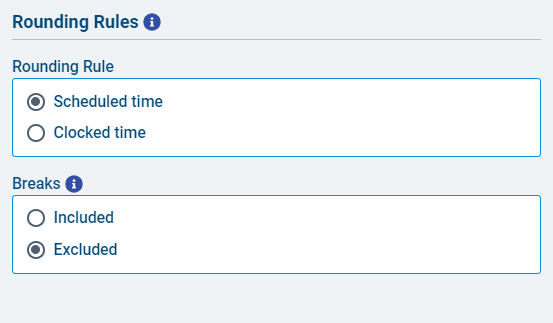 Rounding Rules
Rounding Rule
Scheduled time
Clocked time
Breaks
Included
Excluded